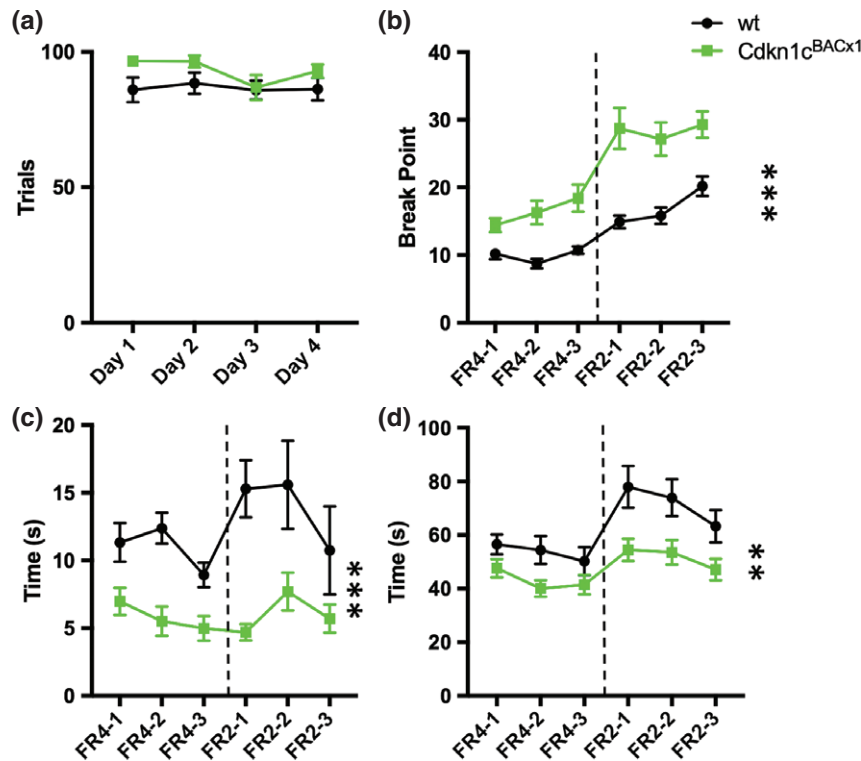 (a)
100
50
0
Trials
Day 1
Day 2
Day 3
Day 4
(b)
wt
Cdkn1cBACx1
40
30
20
10
0
Break Point
FR4-1
FR4-2
FR4-3
FR2-1
FR2-2
FR2-3
***
(c)
20
15
10
5
0
Time (s)
FR4-1
FR4-2
FR4-3
FR2-1
FR2-2
FR2-3
***
(d)
100
80
60
40
20
0
Time (s)
FR4-1
FR4-2
FR4-3
FR2-1
FR2-2
FR2-3
**